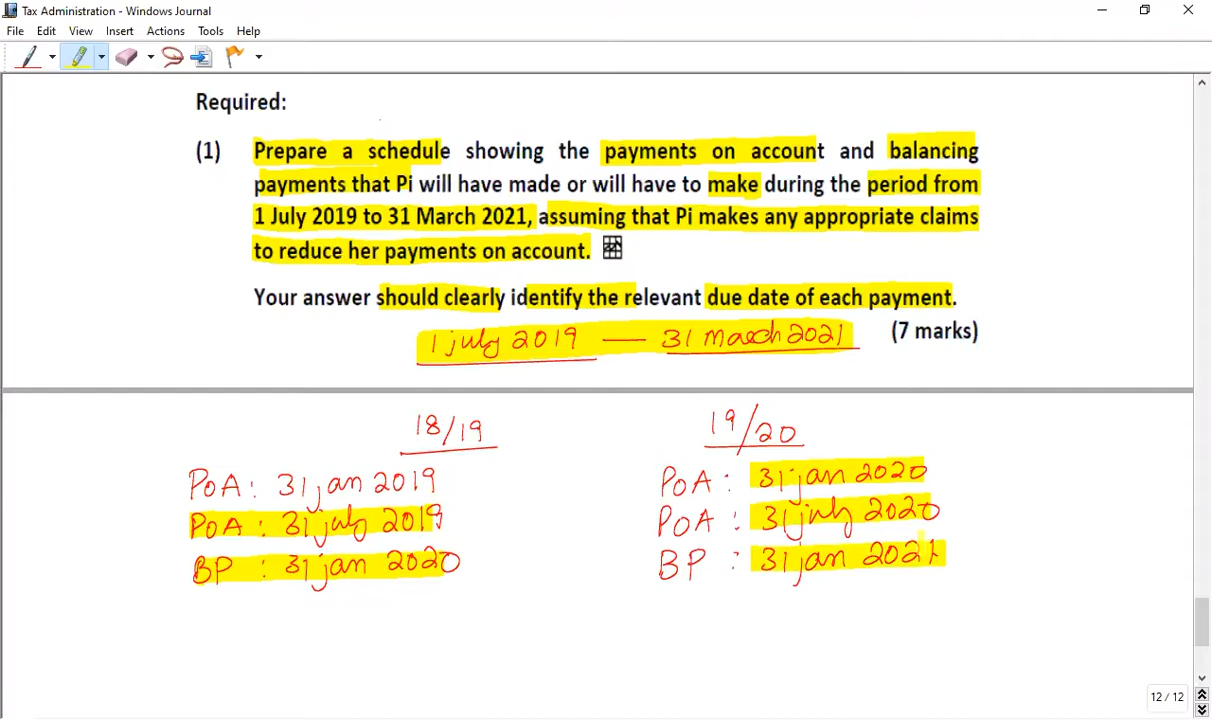 Tax Administration - Windows Journal
File Edit View Insert Actions Tools Help
Required:
(1) Prepare a schedule showing the payments on account and balancing
payments that Pi will have made or will have to make during the period from
1 July 2019 to 31 March 2021, assuming that Pi makes any appropriate claims
to reduce her payments on account.
Your answer should clearly identify the relevant due date of each payment.
1 july 2019 — 31 march 2021 (7 marks)
18/19 19/20
PoA: 31 jan 2019 PoA: 31 jan 2020
PoA: 31 july 2019 PoA: 31 july 2020
BP: 31 jan 2020 BP: 31 jan 2021
12 / 12